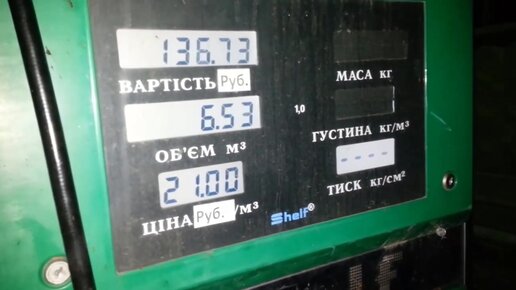 136.73
ВАРТІСТЬ Руб.
МАСА КГ
6.53
1,0
ОБ'ЄМ М³
ГУСТИНА КГ/М³
21.00
----
ЦІНА Руб. /М³
ТИСК КГ/СМ²
Shelf®